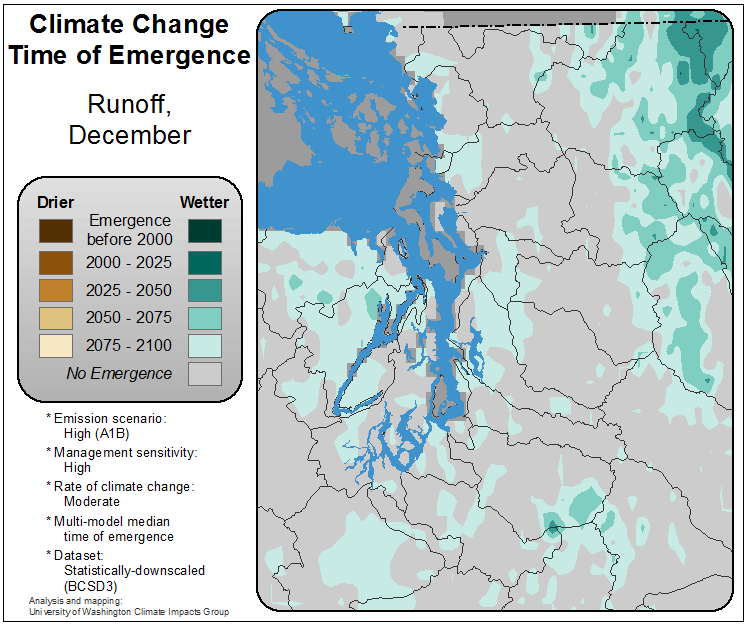 Climate Change
Time of Emergence
Runoff,
December
Drier
Wetter
Emergence
before 2000
2000 - 2025
2025 - 2050
2050 - 2075
2075 - 2100
No Emergence
* Emission scenario:
High (A1B)
* Management sensitivity:
High
* Rate of climate change:
Moderate
* Multi-model median
time of emergence
* Dataset:
Statistically-downscaled
(BCSD3)
Analysis and mapping:
University of Washington Climate Impacts Group